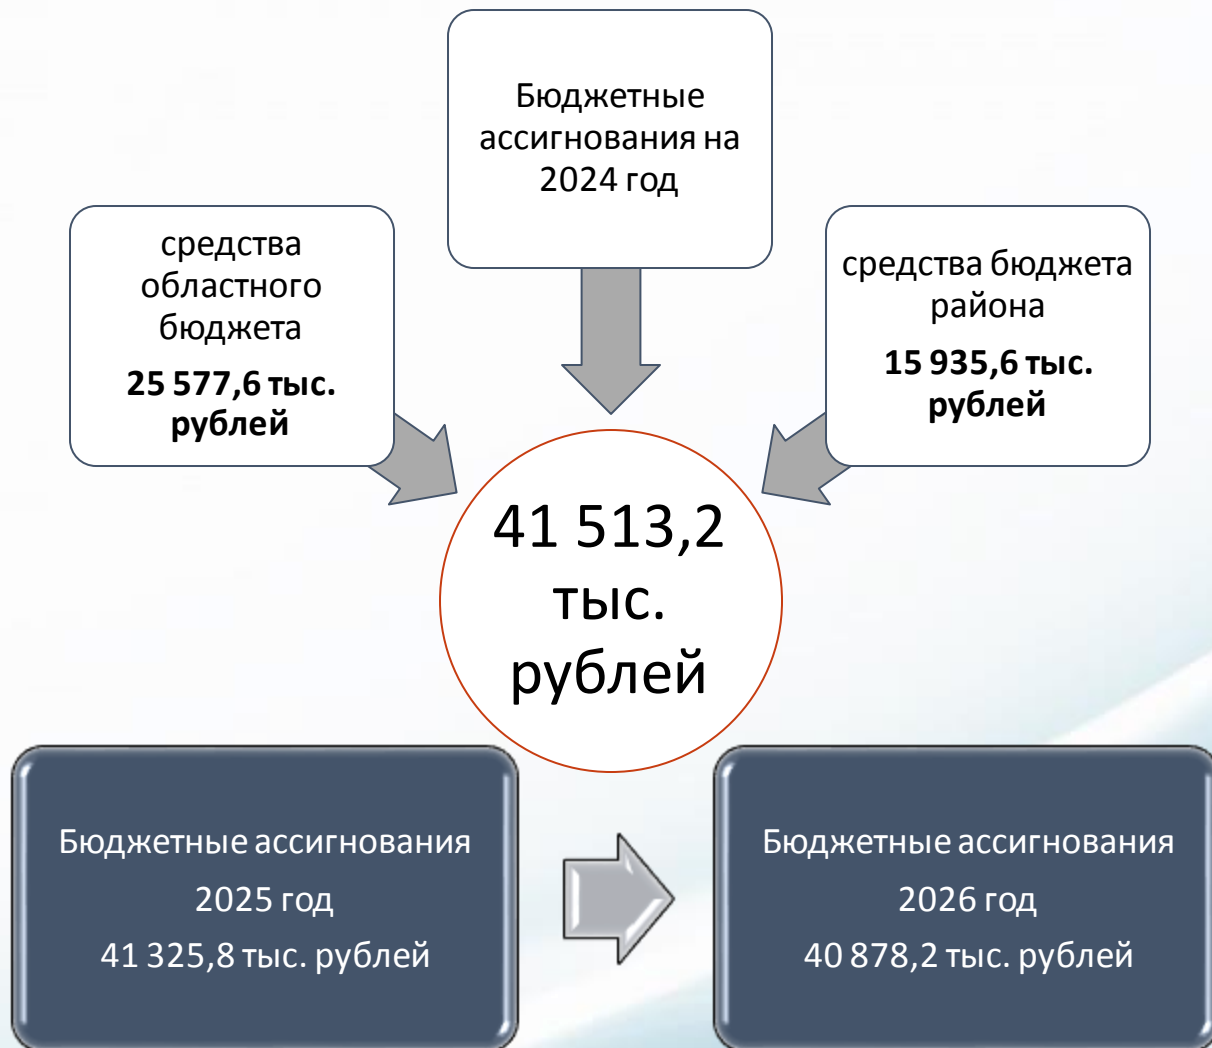 Бюджетные
ассигнования на
2024 год
средства
областного
бюджета
25 577,6 тыс.
рублей
средства бюджета
района
15 935,6 тыс.
рублей
41 513,2
тыс.
рублей
Бюджетные ассигнования
2025 год
41 325,8 тыс. рублей
Бюджетные ассигнования
2026 год
40 878,2 тыс. рублей